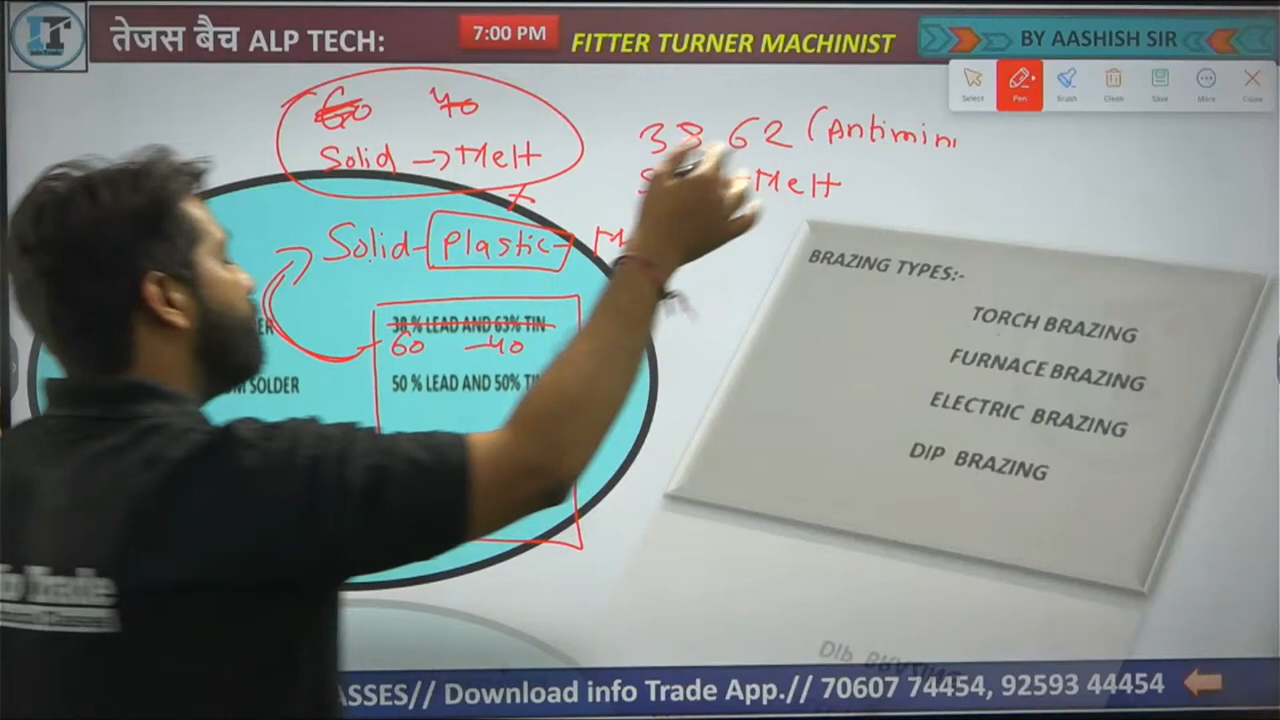 तेजस बैच ALP TECH:
7:00 PM
FITTER TURNER MACHINIST
BY AASHISH SIR
Select
Pen
Brush
Clean
Save
More
Close
60 40
Solid → Melt
38 62 (Antimini
Melt
Solid - Plastic -
38 % LEAD AND 63% TIN
60 - 40
SOLDER
50 % LEAD AND 50%
BRAZING TYPES:-
TORCH BRAZING
FURNACE BRAZING
ELECTRIC BRAZING
DIP BRAZING
Trade
ASSES// Download info Trade App.// 70607 74454, 92593 44454